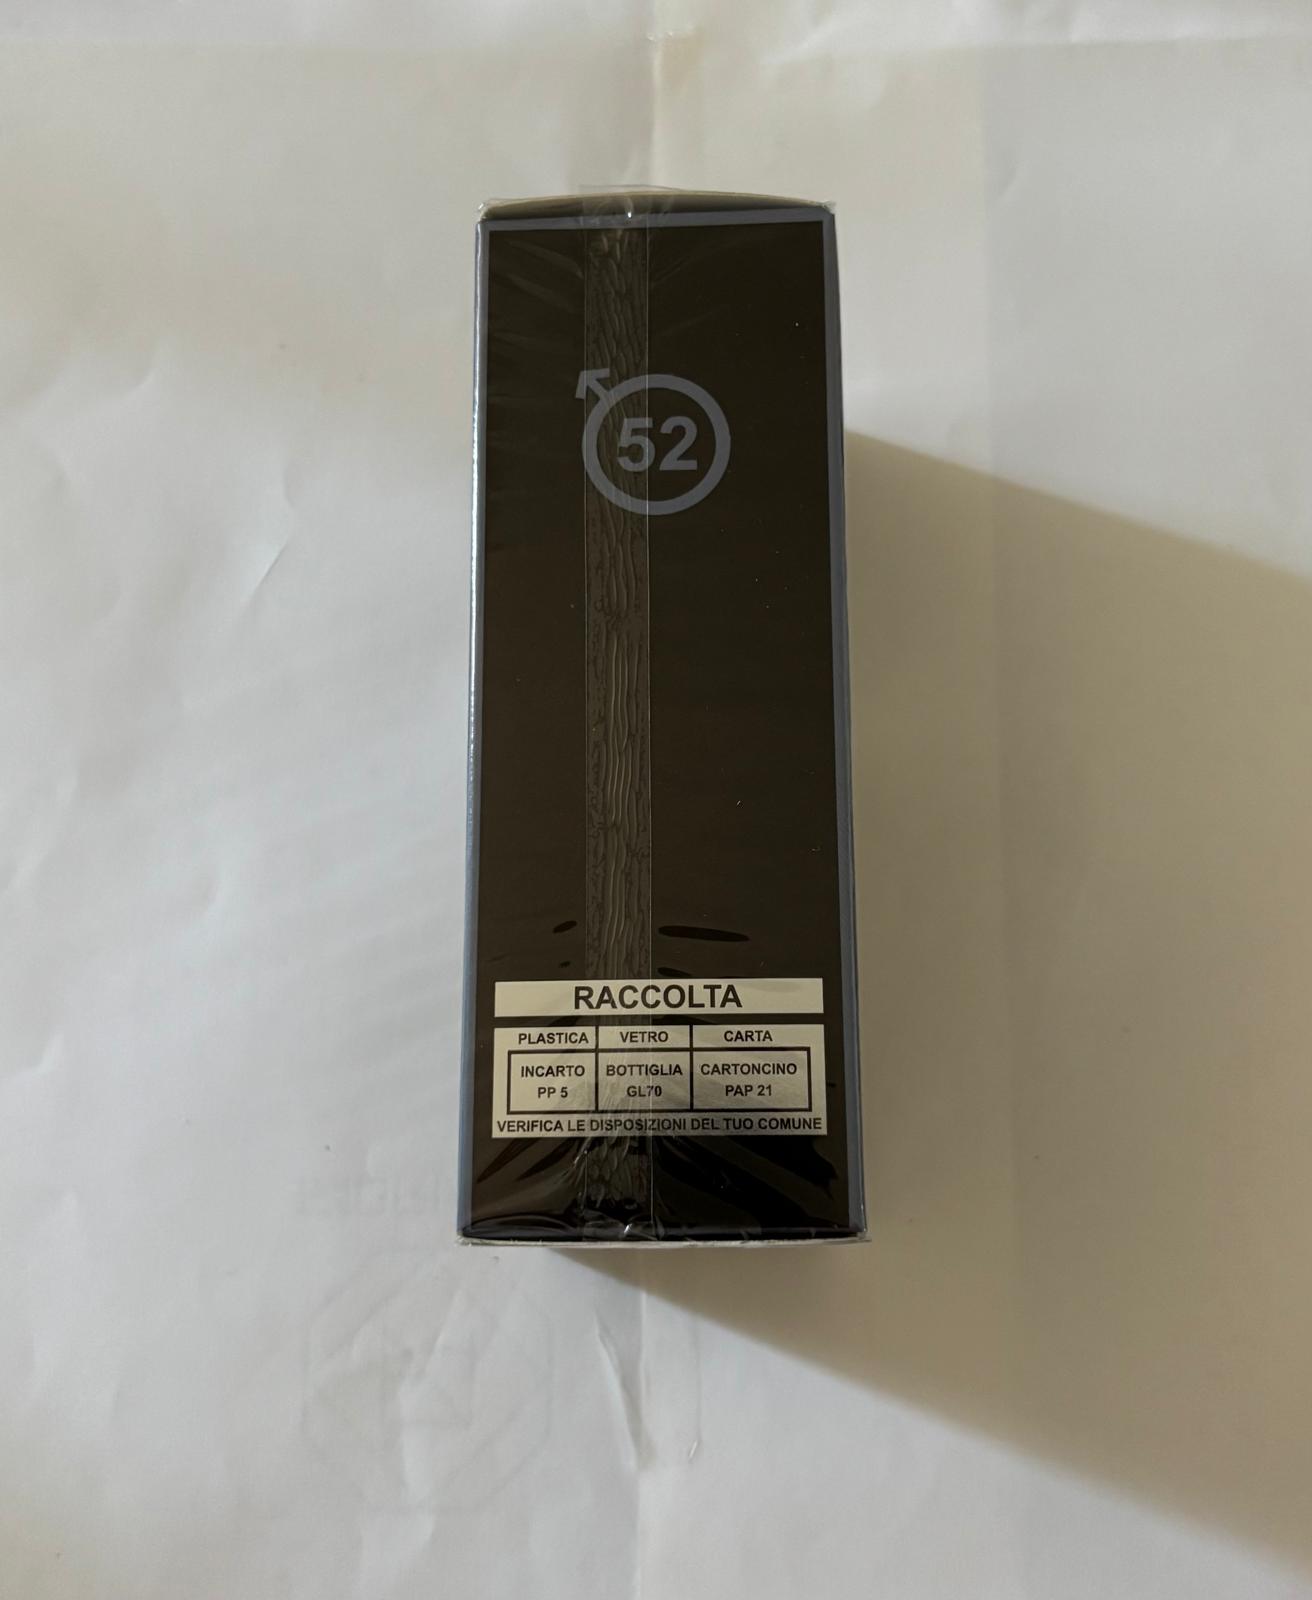 52
RACCOLTA
PLASTICA VETRO CARTA
INCARTO BOTTIGLIA CARTONCINO
PP 5 GL70 PAP 21
VERIFICA LE DISPOSIZIONI DEL TUO COMUNE